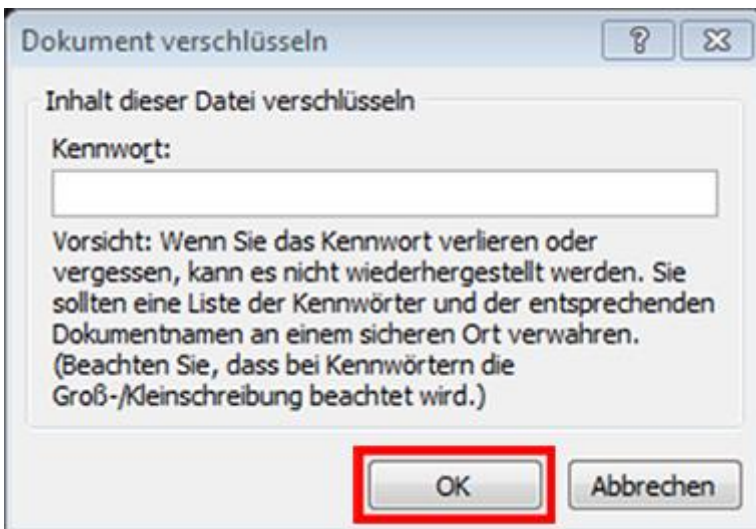 Dokument verschlüsseln
Inhalt dieser Datei verschlüsseln
Kennwort:
Vorsicht: Wenn Sie das Kennwort verlieren oder
vergessen, kann es nicht wiederhergestellt werden. Sie
sollten eine Liste der Kennwörter und der entsprechenden
Dokumentnamen an einem sicheren Ort verwahren.
(Beachten Sie, dass bei Kennwörtern die
Groß-/Kleinschreibung beachtet wird.)
OK Abbrechen